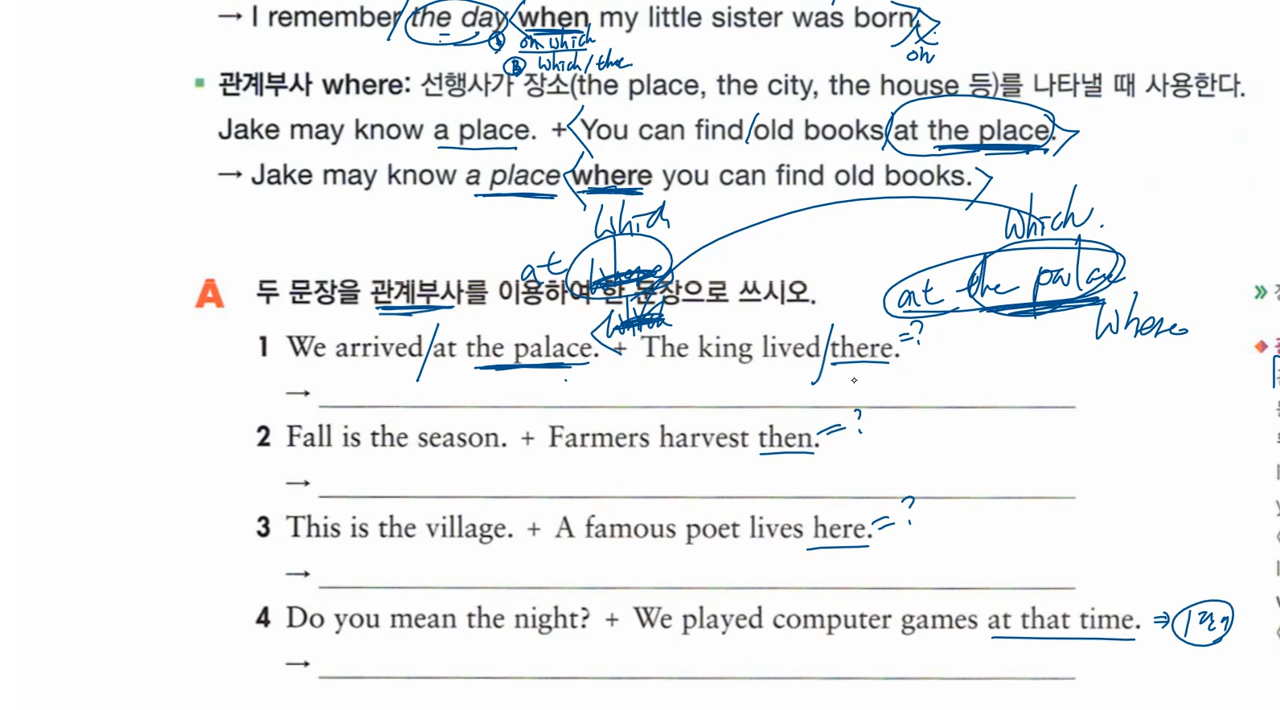 → I remember the day when my little sister was born.
Ⓐ on which
Ⓑ which / that
on
▪ 관계부사 where: 선행사가 장소(the place, the city, the house 등)를 나타낼 때 사용한다.
Jake may know a place. + You can find old books at the place.
→ Jake may know a place where you can find old books.
which which.
at at the palace
where
A 두 문장을 관계부사를 이용하여 한 문장으로 쓰시오.
1 We arrived at the palace. + The king lived there. =?
→
2 Fall is the season. + Farmers harvest then. = ?
→
3 This is the village. + A famous poet lives here. = ?
→
4 Do you mean the night? + We played computer games at that time. ⇒
→